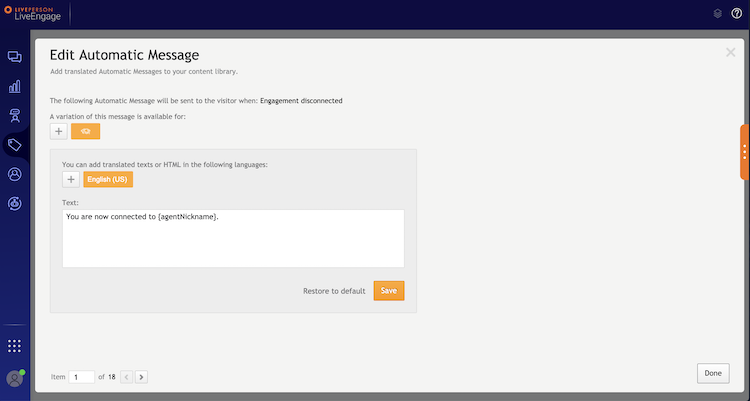 LIVEPERSON
LiveEngage
Edit Automatic Message
Add translated Automatic Messages to your content library.
The following Automatic Message will be sent to the visitor when: Engagement disconnected
A variation of this message is available for:
You can add translated texts or HTML in the following languages:
English (US)
Text:
You are now connected to {agentNickname}.
Restore to default Save
Item 1 of 18
Done